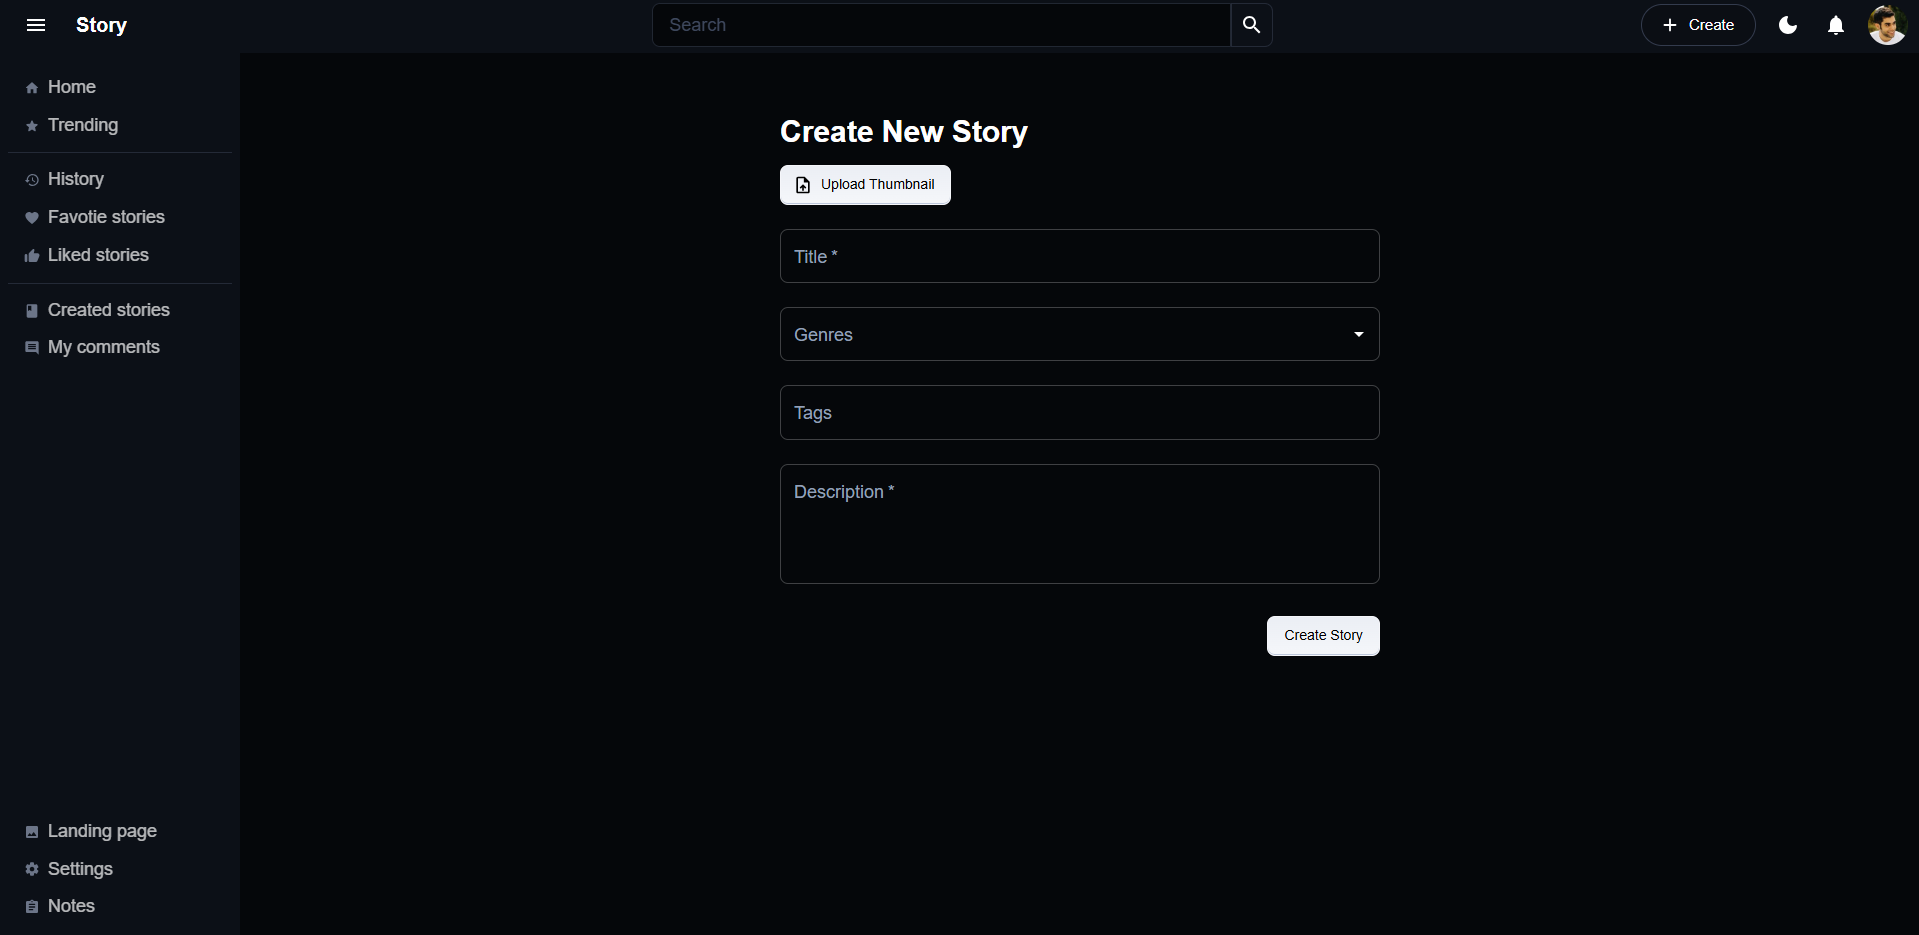 Story
Search
Create
Home
Trending
History
Favotie stories
Liked stories
Created stories
My comments
Landing page
Settings
Notes
Create New Story
Upload Thumbnail
Title *
Genres
Tags
Description *
Create Story